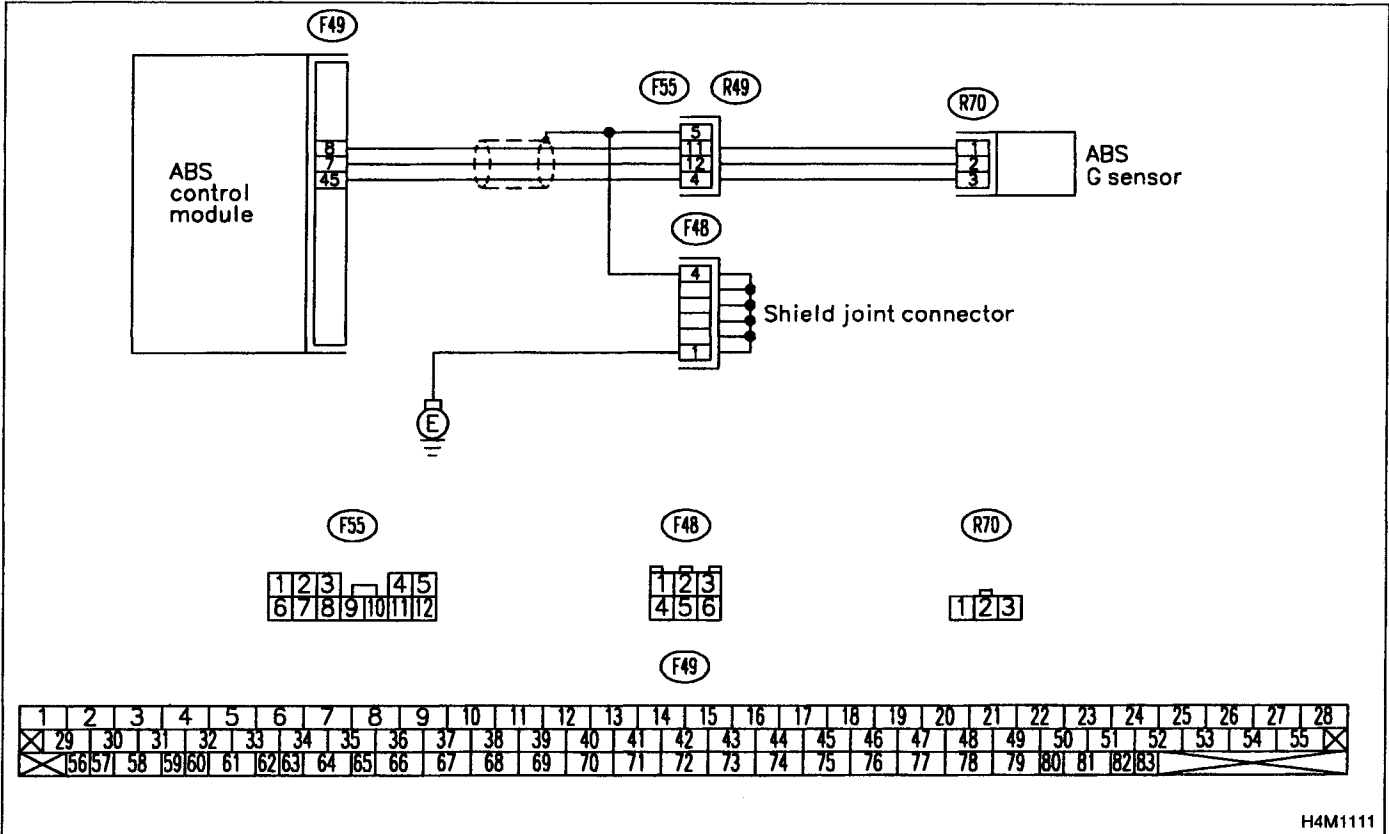 F49
F55 R49
R70
5
8 11 1
7 12 2
45 4 3
ABS
control
module
ABS
G sensor
F48
4
Shield joint connector
1
E
F55 F48 R70
1 2 3 4 5
6 7 8 9 10 11 12
1 2 3
4 5 6
1 2 3
F49
1 2 3 4 5 6 7 8 9 10 11 12 13 14 15 16 17 18 19 20 21 22 23 24 25 26 27 28
29 30 31 32 33 34 35 36 37 38 39 40 41 42 43 44 45 46 47 48 49 50 51 52 53 54 55
56 57 58 59 60 61 62 63 64 65 66 67 68 69 70 71 72 73 74 75 76 77 78 79 80 81 82 83
H4M1111